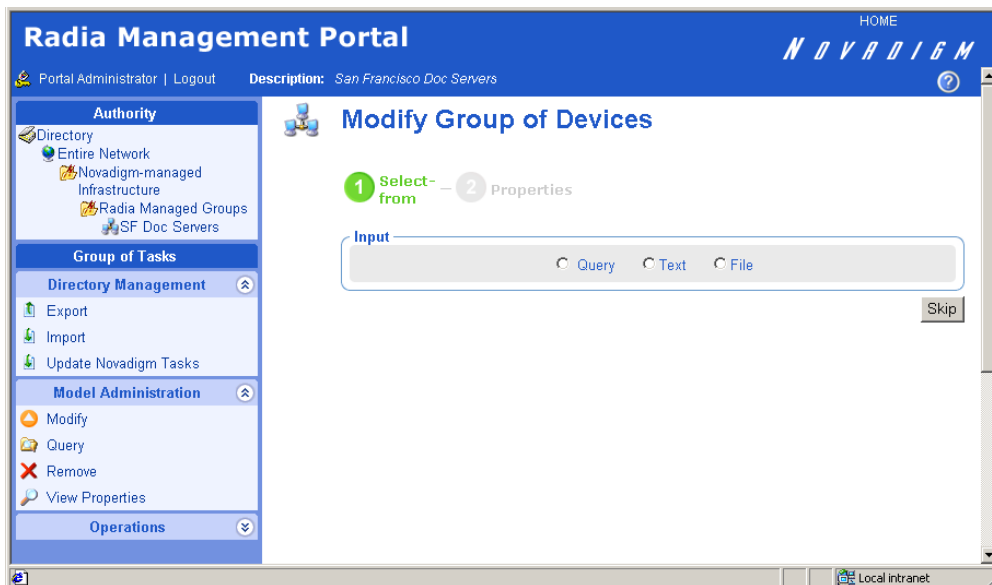 Radia Management Portal
HOME
NOVADIGM
Portal Administrator | Logout
Description: San Francisco Doc Servers
Authority
Directory
Entire Network
Novadigm-managed
Infrastructure
Radia Managed Groups
SF Doc Servers
Group of Tasks
Directory Management
Export
Import
Update Novadigm Tasks
Model Administration
Modify
Query
Remove
View Properties
Operations
Modify Group of Devices
1 Select-
from
2 Properties
Input
Query Text File
Skip
Local intranet